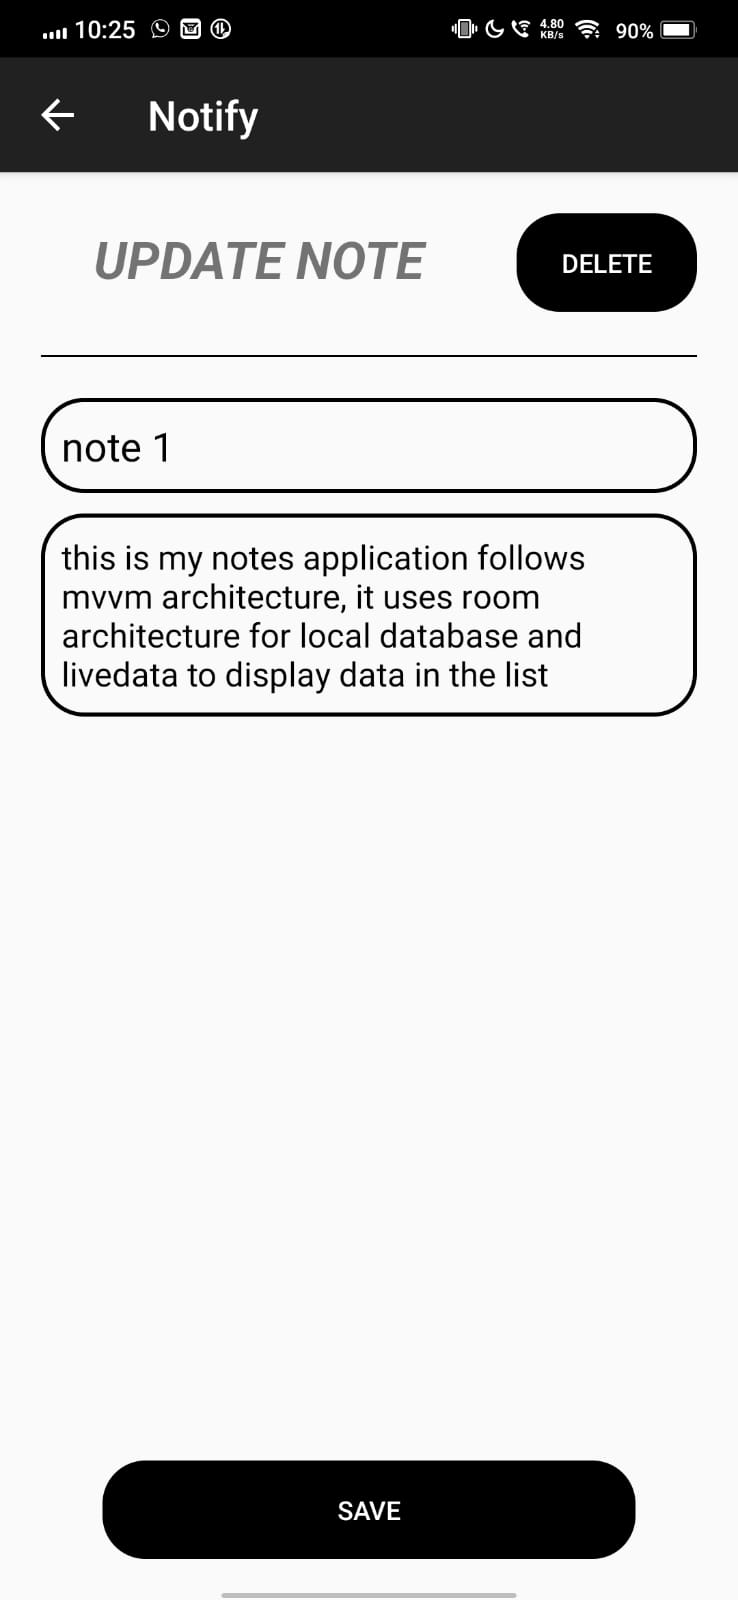 10:25 4.80 KB/s 90%
Notify
UPDATE NOTE
DELETE
note 1
this is my notes application follows
mvvm architecture, it uses room
architecture for local database and
livedata to display data in the list
SAVE